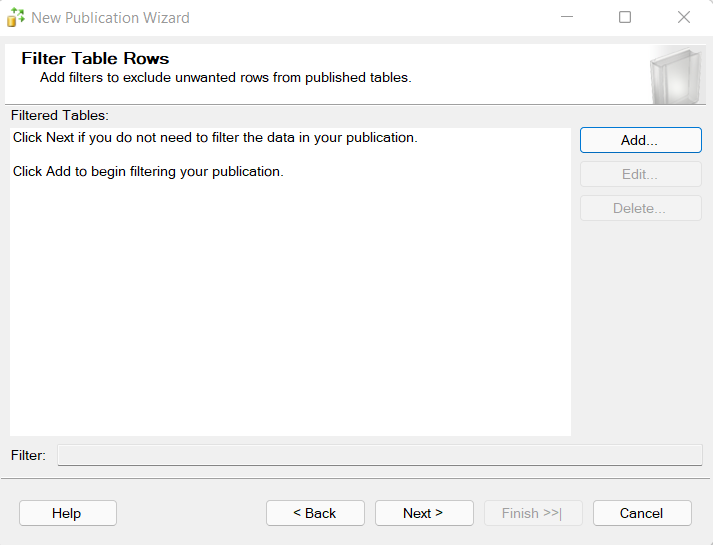 New Publication Wizard
Filter Table Rows
Add filters to exclude unwanted rows from published tables.
Filtered Tables:
Click Next if you do not need to filter the data in your publication.
Click Add to begin filtering your publication.
Add...
Edit...
Delete...
Filter:
Help
< Back
Next >
Finish >>|
Cancel